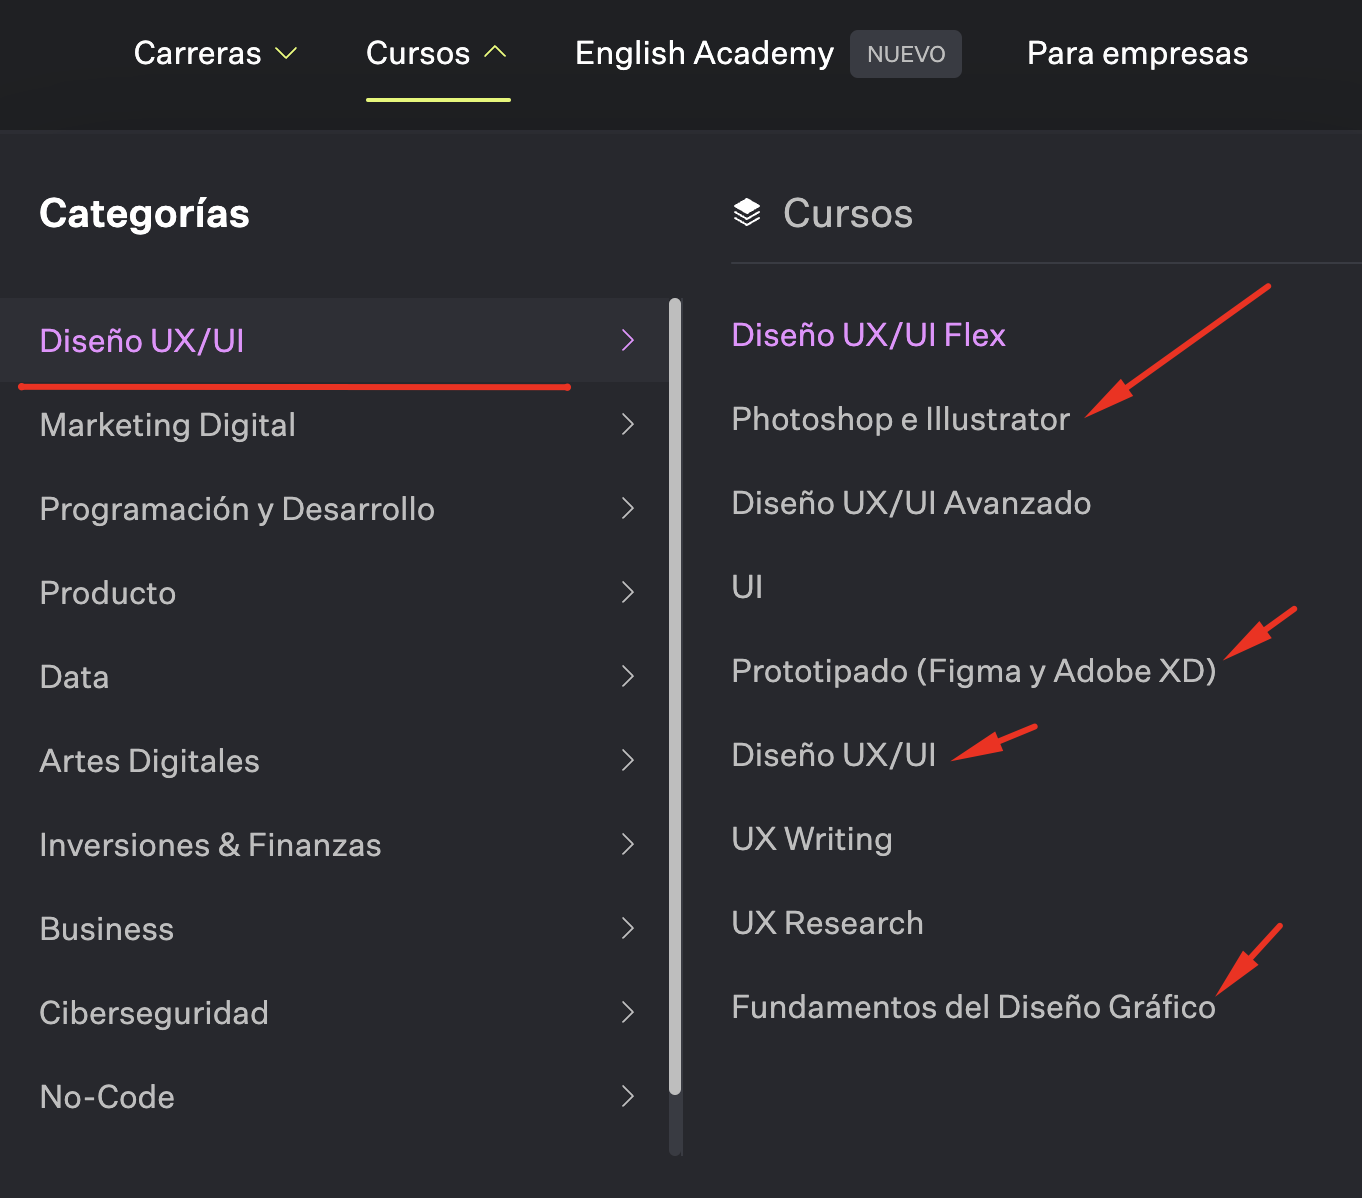 Carreras
Cursos
English Academy
NUEVO
Para empresas
Categorías
Diseño UX/UI
Marketing Digital
Programación y Desarrollo
Producto
Data
Artes Digitales
Inversiones & Finanzas
Business
Ciberseguridad
No-Code
Cursos
Diseño UX/UI Flex
Photoshop e Illustrator
Diseño UX/UI Avanzado
UI
Prototipado (Figma y Adobe XD)
Diseño UX/UI
UX Writing
UX Research
Fundamentos del Diseño Gráfico